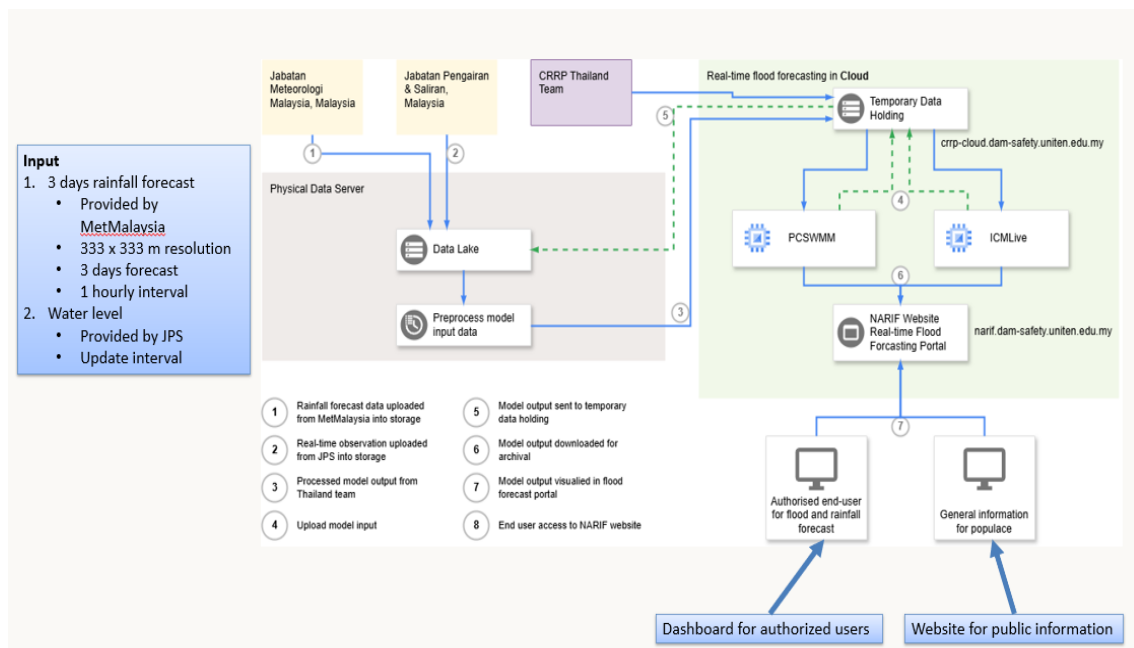 Input
1. 3 days rainfall forecast
• Provided by
MetMalaysia
• 333 x 333 m resolution
• 3 days forecast
• 1 hourly interval
2. Water level
• Provided by JPS
• Update interval
Jabatan
Meteorologi
Malaysia, Malaysia
Jabatan Pengairan
& Saliran,
Malaysia
CRRP Thailand
Team
Real-time flood forecasting in Cloud
Temporary Data
Holding
crrp-cloud.dam-safety.uniten.edu.my
1
2
5
Physical Data Server
Data Lake
Preprocess model
input data
3
4
PCSWMM
ICMLive
6
NARIF Website
Real-time Flood
Forcasting Portal
narif.dam-safety.uniten.edu.my
7
Authorised end-user
for flood and rainfall
forecast
General information
for populace
1 Rainfall forecast data uploaded
from MetMalaysia into storage
2 Real-time observation uploaded
from JPS into storage
3 Processed model output from
Thailand team
4 Upload model input
5 Model output sent to temporary
data holding
6 Model output downloaded for
archival
7 Model output visualied in flood
forecast portal
8 End user access to NARIF website
Dashboard for authorized users
Website for public information